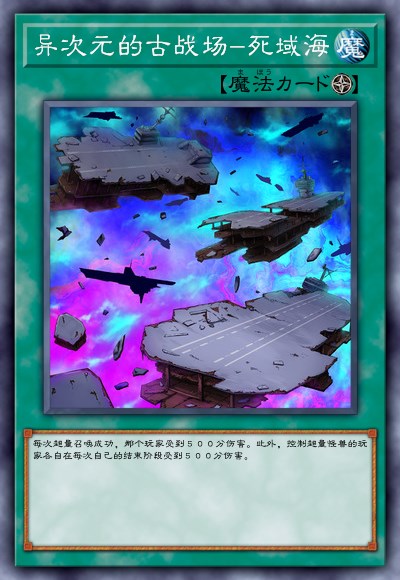 异次元的古战场-死域海
魔
【魔法カード】
まほう
每次超量召唤成功，那个玩家受到５００分伤害。此外，控制超量怪兽的玩
家各自在每次自己的结束阶段受到５００分伤害。